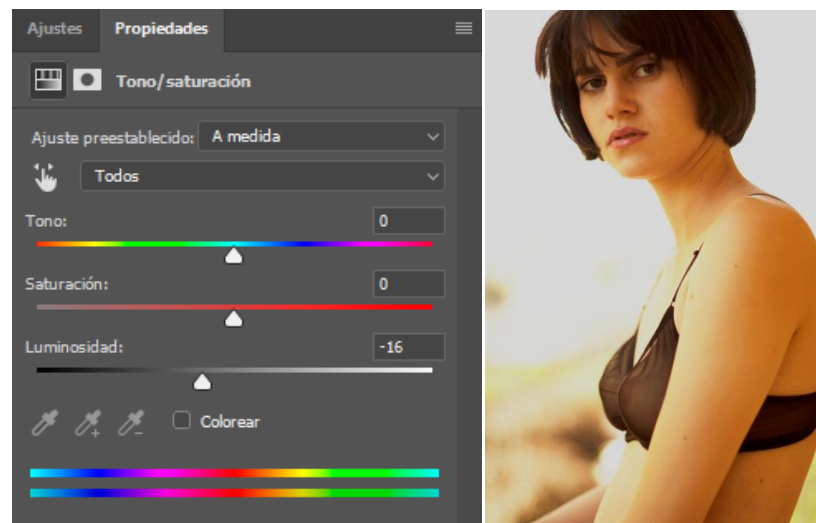 Ajustes Propiedades
Tono/saturación
Ajuste preestablecido: A medida
Todos
Tono: 0
Saturación: 0
Luminosidad: -16
Colorear